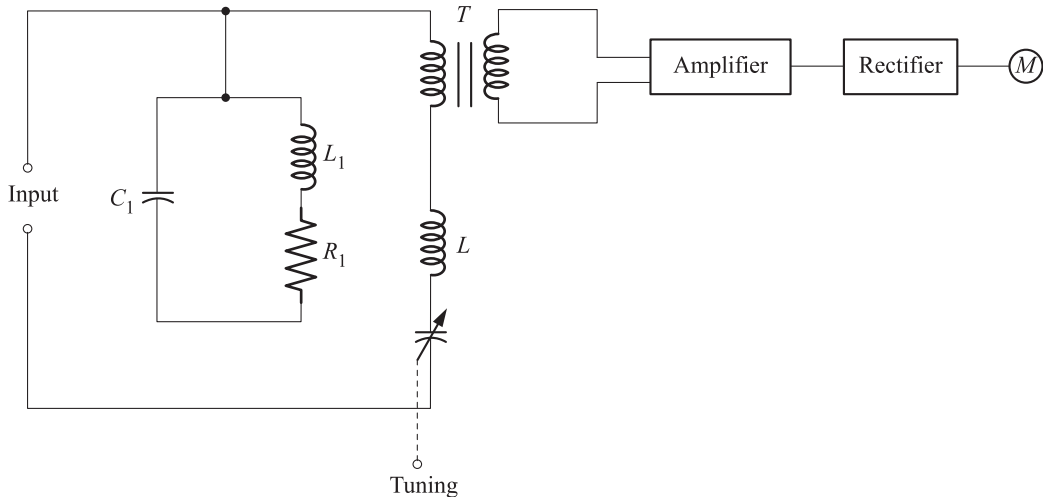 T
Amplifier
Rectifier
M
L₁
Input
C₁
R₁
L
Tuning